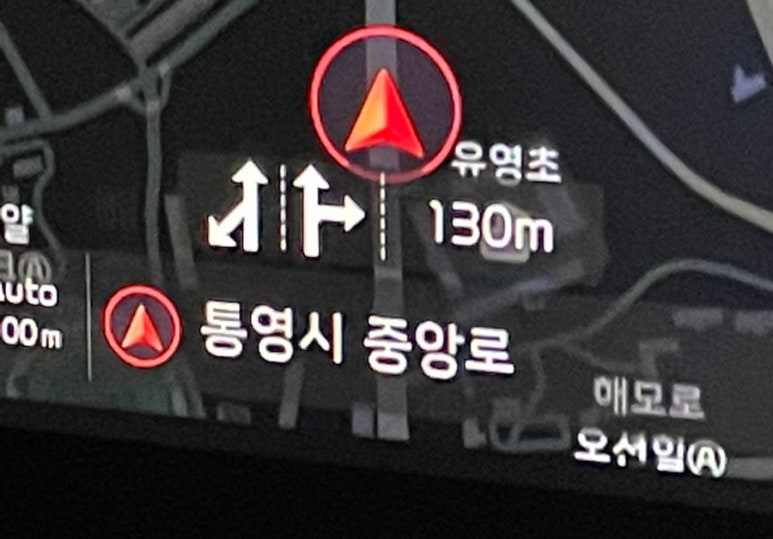 유영초
130m
얄
Auto
00m
통영시 중앙로
해모로
오션힐Ⓐ